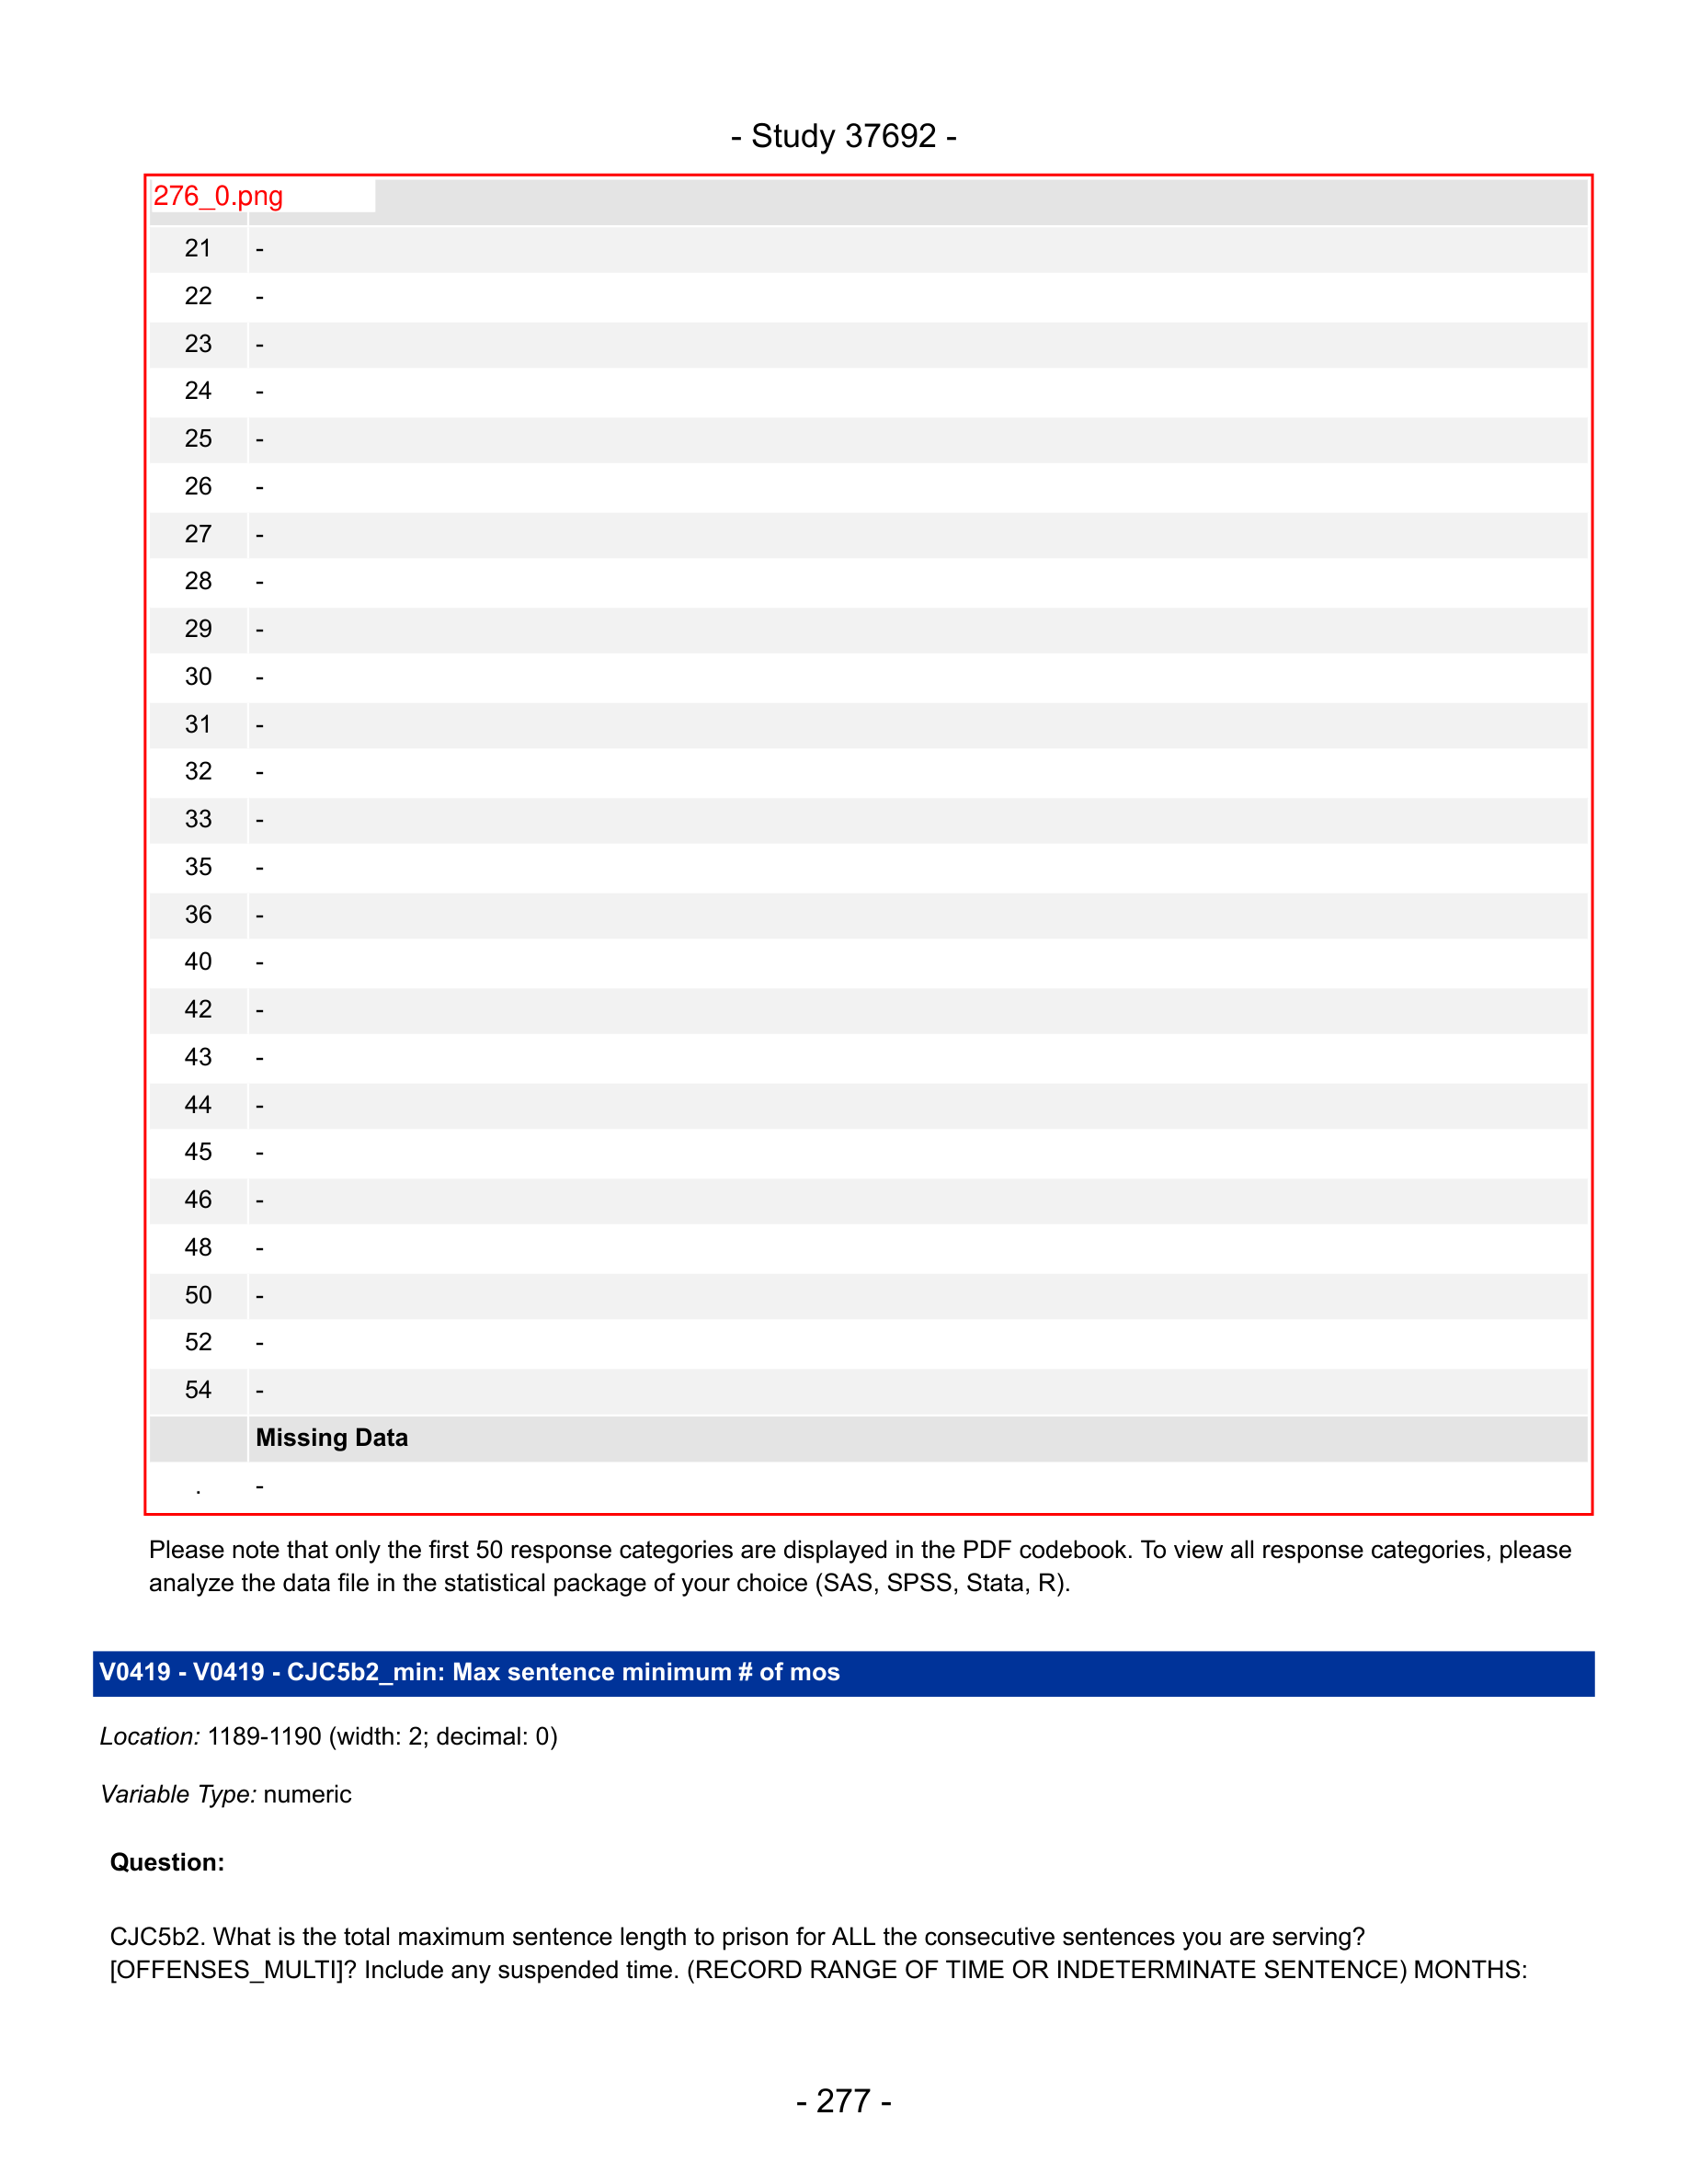 - Study 37692 -
276_0.png
21 -
22 -
23 -
24 -
25 -
26 -
27 -
28 -
29 -
30 -
31 -
32 -
33 -
35 -
36 -
40 -
42 -
43 -
44 -
45 -
46 -
48 -
50 -
52 -
54 -
Missing Data
. -
Please note that only the first 50 response categories are displayed in the PDF codebook. To view all response categories, please
analyze the data file in the statistical package of your choice (SAS, SPSS, Stata, R).
V0419 - V0419 - CJC5b2_min: Max sentence minimum # of mos
Location: 1189-1190 (width: 2; decimal: 0)
Variable Type: numeric
Question:
CJC5b2. What is the total maximum sentence length to prison for ALL the consecutive sentences you are serving?
[OFFENSES_MULTI]? Include any suspended time. (RECORD RANGE OF TIME OR INDETERMINATE SENTENCE) MONTHS:
- 277 -